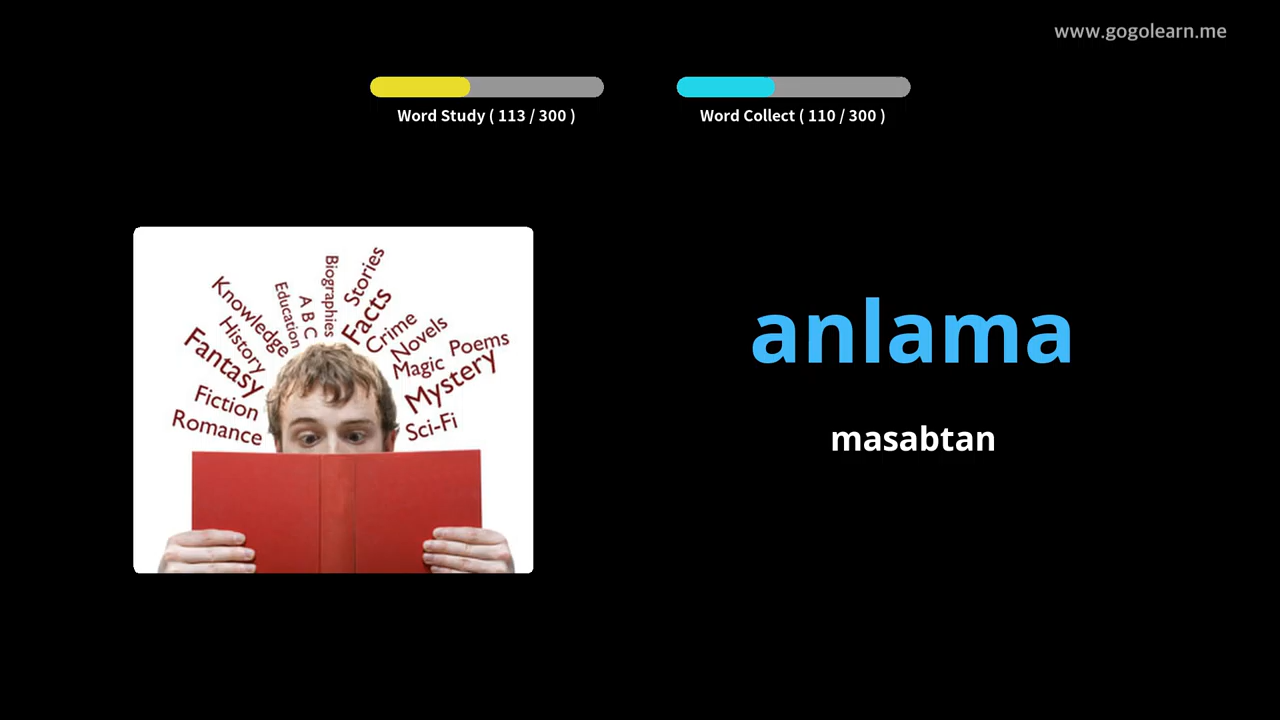 www.gogolearn.me
Word Study ( 113 / 300 )
Word Collect ( 110 / 300 )
Biographies
Stories
Education
A B C
Facts
Knowledge
Crime
History
Novels
Poems
Fantasy
Magic
Mystery
Fiction
Romance
Sci-Fi
anlama
masabtan